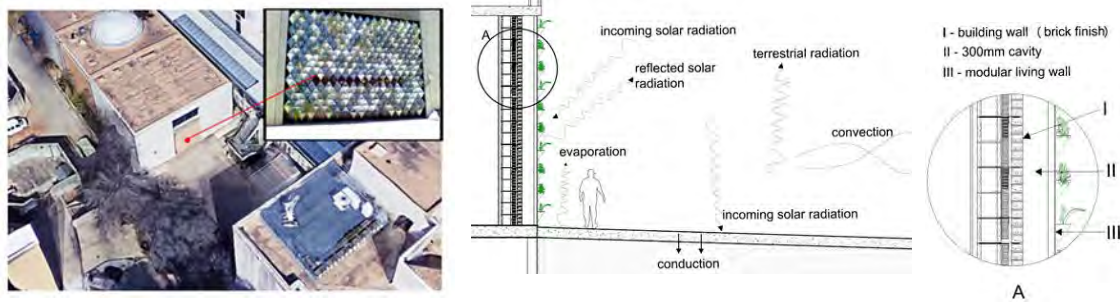 A
incoming solar radiation
reflected solar
radiation
evaporation
terrestrial radiation
convection
incoming solar radiation
conduction
I - building wall ( brick finish)
II - 300mm cavity
III - modular living wall
I
II
III
A